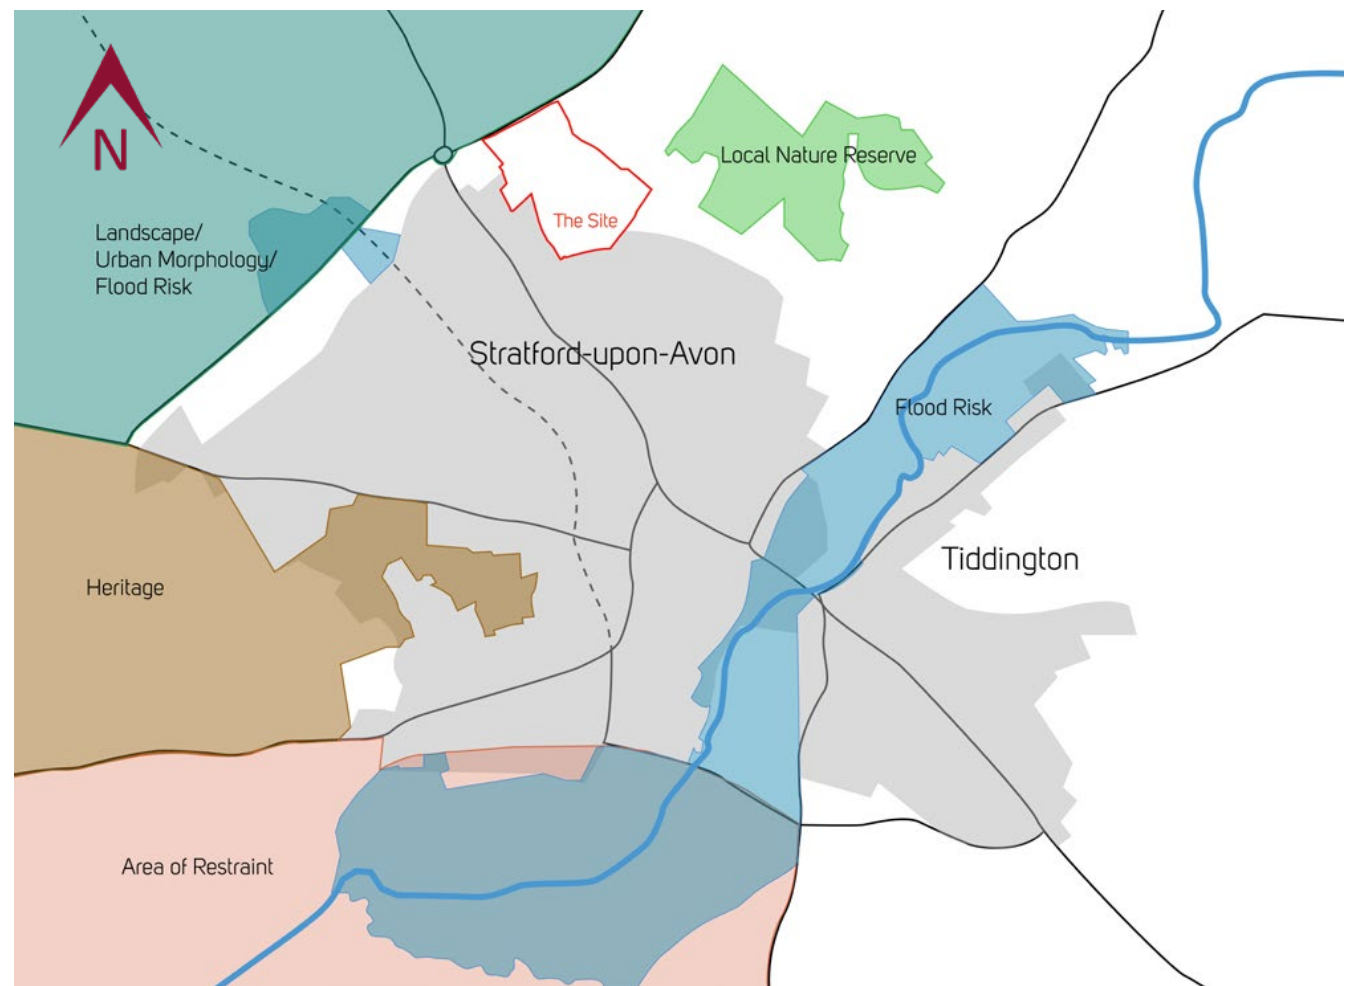 N
Local Nature Reserve
The Site
Landscape/
Urban Morphology/
Flood Risk
Stratford-upon-Avon
Flood Risk
Tiddington
Heritage
Area of Restraint